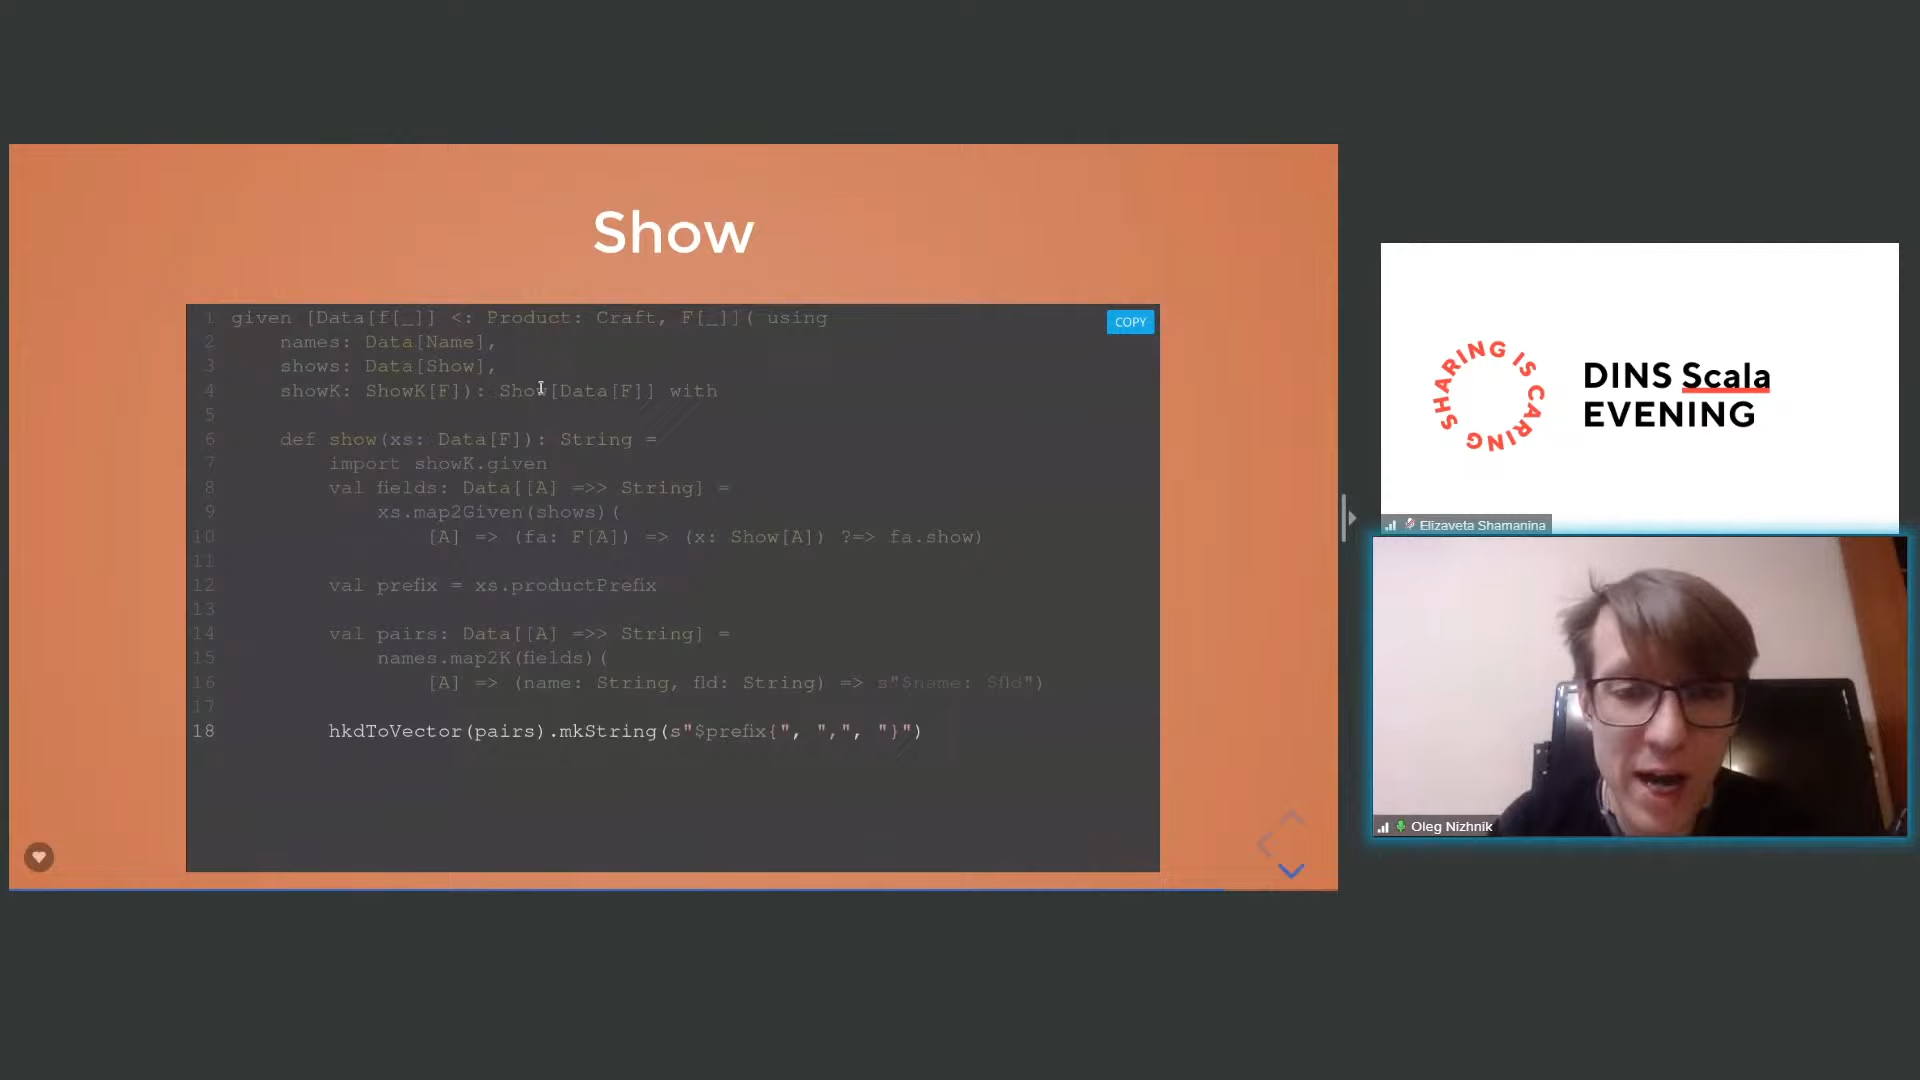 Show
COPY
1 given [Data[f[_]] <: Product: Craft, F[_]]( using
2 names: Data[Name],
3 shows: Data[Show],
4 showK: ShowK[F]): Show[Data[F]] with
5
6 def show(xs: Data[F]): String =
7 import showK.given
8 val fields: Data[[A] =>> String] =
9 xs.map2Given(shows)(
10 [A] => (fa: F[A]) => (x: Show[A]) ?=> fa.show)
11
12 val prefix = xs.productPrefix
13
14 val pairs: Data[[A] =>> String] =
15 names.map2K(fields)(
16 [A] => (name: String, fld: String) => s"$name: $fld")
17
18 hkdToVector(pairs).mkString(s"$prefix{", ",", "}")
SHARING IS CARING
DINS Scala
EVENING
Elizaveta Shamanina
Oleg Nizhnik